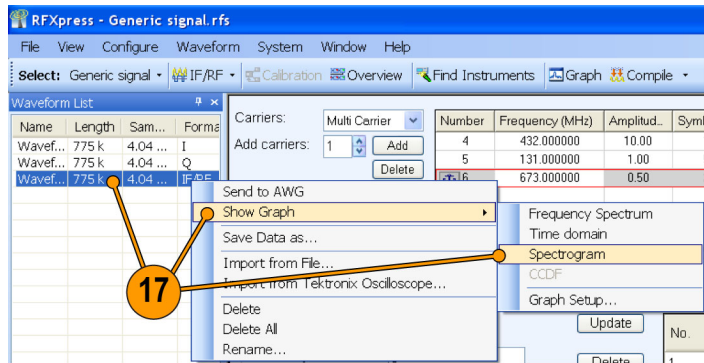 RFXpress - Generic signal.rfs
File View Configure Waveform System Window Help
Select: Generic signal IF/RF Calibration Overview Find Instruments Graph Compile
Waveform List
Name Length Sam... Forma
Wavef... 775 k 4.04 ... I
Wavef... 775 k 4.04 ... Q
Wavef... 775 k 4.04 ... IF/RF
Carriers: Multi Carrier
Add carriers: 1 Add
Delete
Number Frequency (MHz) Amplitud... Symb
4 432.000000 10.00
5 131.000000 1.00
6 673.000000 0.50
Send to AWG
Show Graph
Save Data as...
Import from File...
Import from Tektronix Oscilloscope...
Delete
Delete All
Rename...
Frequency Spectrum
Time domain
Spectrogram
CCDF
Graph Setup...
17
Update
No.
Delete
1